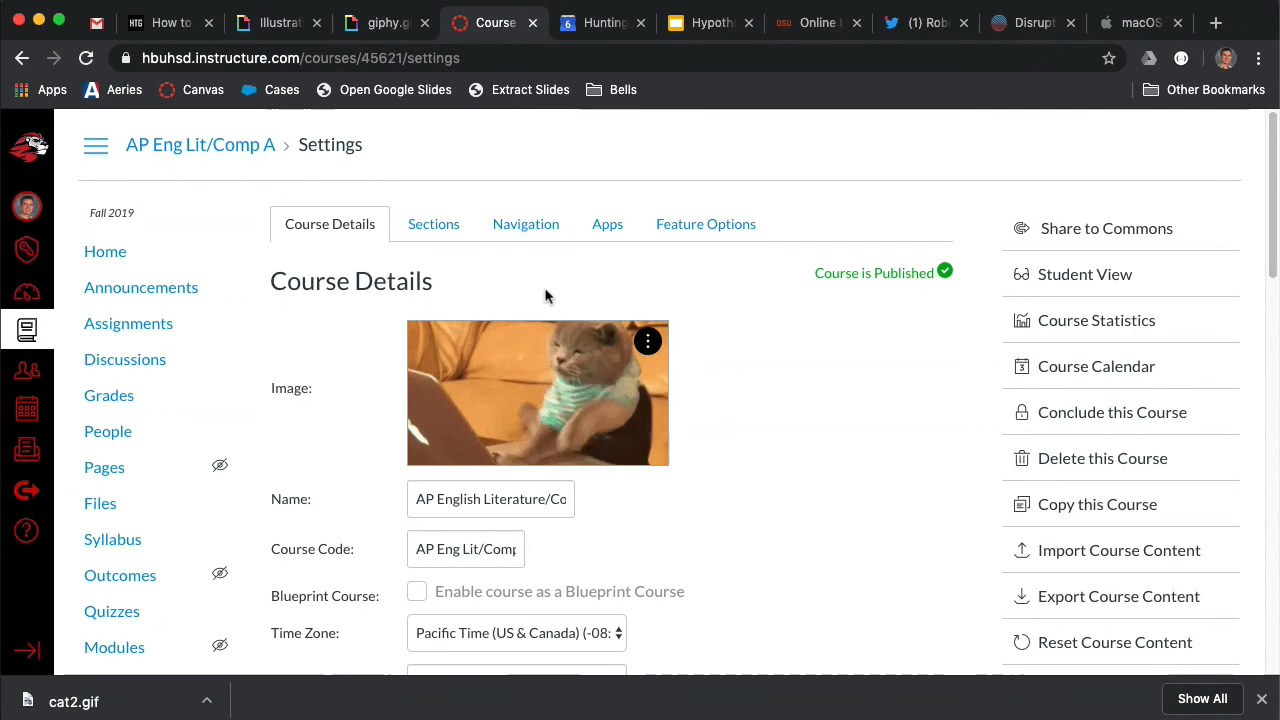 How to
Illustrat
giphy.gi
Course
Hunting
Hypoth
OSU Online L
(1) Rob
Disrupt
macOS
hbuhsd.instructure.com/courses/45621/settings
Apps
Aeries
Canvas
Cases
Open Google Slides
Extract Slides
Bells
Other Bookmarks
AP Eng Lit/Comp A > Settings
Fall 2019
Home
Announcements
Assignments
Discussions
Grades
People
Pages
Files
Syllabus
Outcomes
Quizzes
Modules
Course Details
Sections
Navigation
Apps
Feature Options
Course Details
Course is Published
Image:
Name: AP English Literature/Co
Course Code: AP Eng Lit/Comp
Blueprint Course: Enable course as a Blueprint Course
Time Zone: Pacific Time (US & Canada) (-08:
Share to Commons
Student View
Course Statistics
Course Calendar
Conclude this Course
Delete this Course
Copy this Course
Import Course Content
Export Course Content
Reset Course Content
cat2.gif
Show All